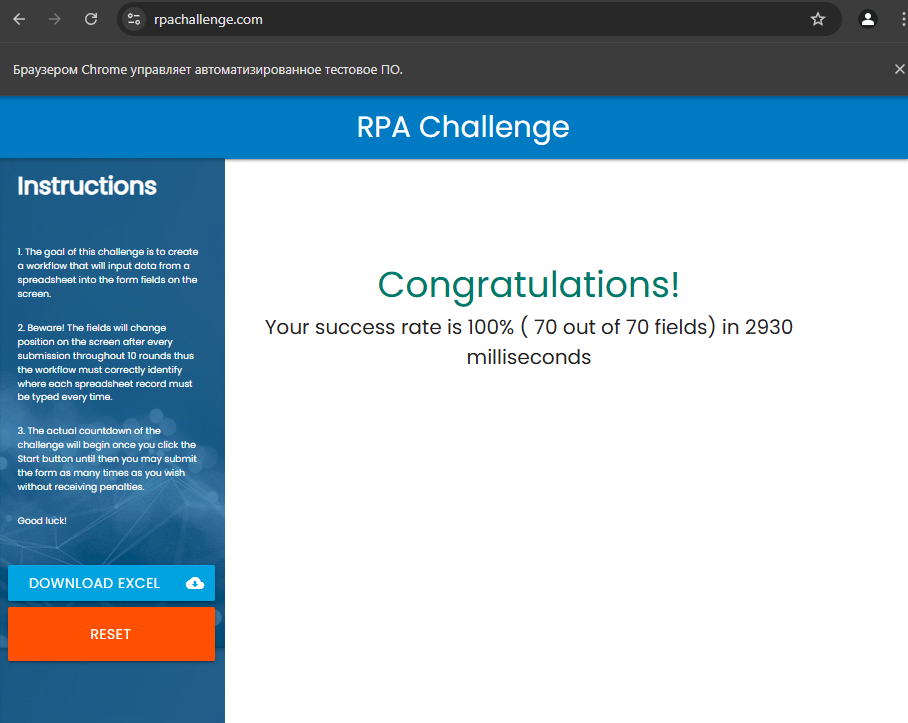 rpachallenge.com
Браузером Chrome управляет автоматизированное тестовое ПО.
RPA Challenge
Instructions
1. The goal of this challenge is to create
a workflow that will input data from a
spreadsheet into the form fields on the
screen.
2. Beware! The fields will change
position on the screen after every
submission throughout 10 rounds thus
the workflow must correctly identify
where each spreadsheet record must
be typed every time.
3. The actual countdown of the
challenge will begin once you click the
Start button until then you may submit
the form as many times as you wish
without receiving penalties.
Good luck!
DOWNLOAD EXCEL
RESET
Congratulations!
Your success rate is 100% ( 70 out of 70 fields) in 2930
milliseconds